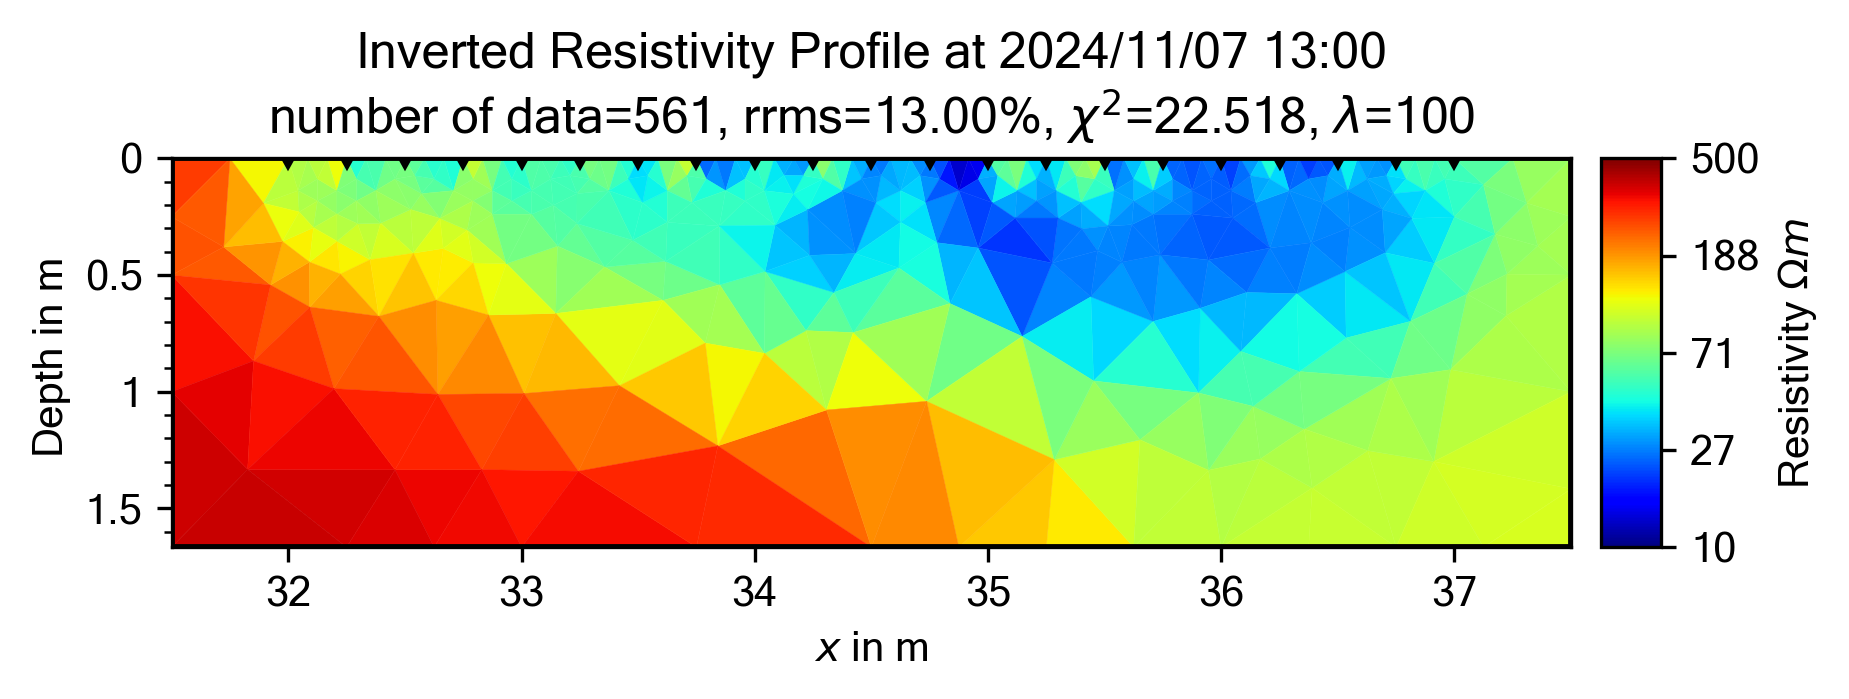 Inverted Resistivity Profile at 2024/11/07 13:00
number of data=561, rrms=13.00%, χ²=22.518, λ=100
0
0.5
1
1.5
Depth in m
32 33 34 35 36 37
x in m
500
188
71
27
10
Resistivity Ωm